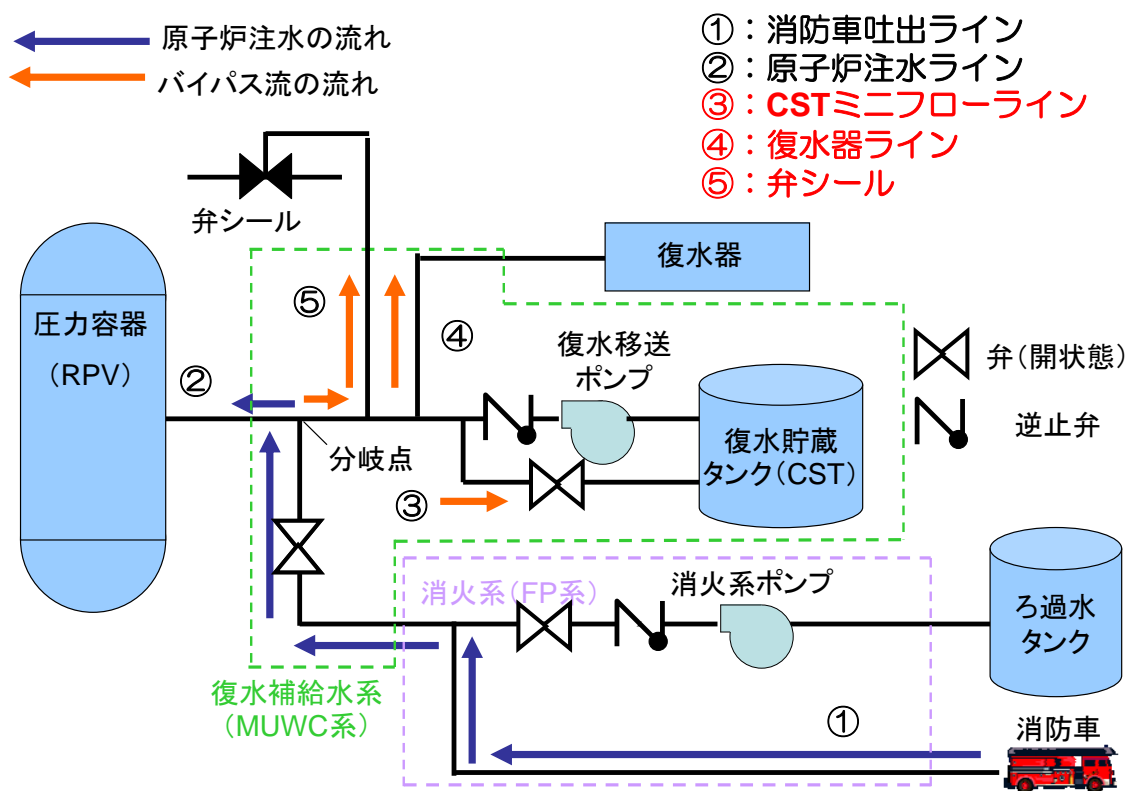 原子炉注水の流れ
バイパス流の流れ
①：消防車吐出ライン
②：原子炉注水ライン
③：CSTミニフローライン
④：復水器ライン
⑤：弁シール
弁シール
復水器
圧力容器
（RPV）
⑤
④
②
復水移送
ポンプ
弁（開状態）
逆止弁
分岐点
復水貯蔵
タンク（CST）
③
消火系（FP系）
消火系ポンプ
ろ過水
タンク
復水補給水系
（MUWC系）
①
消防車